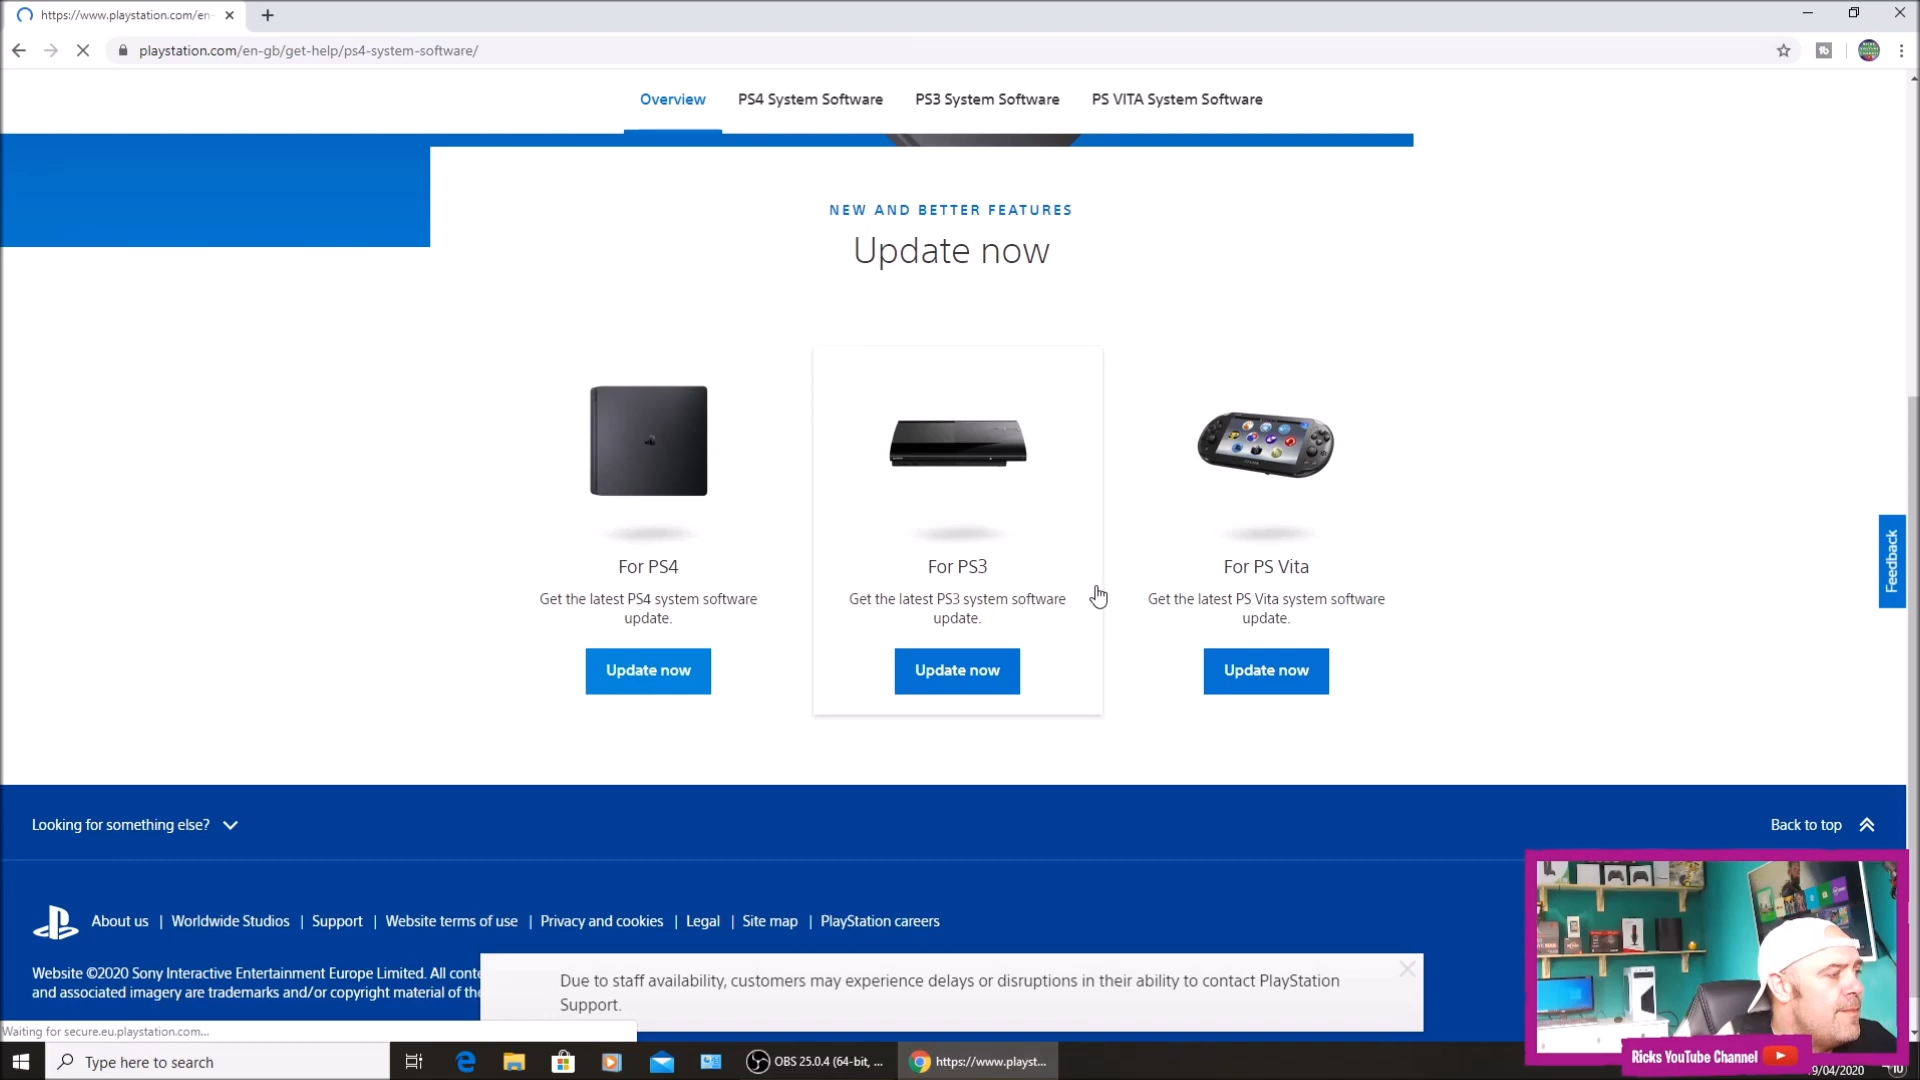 https://www.playstation.com/en-
playstation.com/en-gb/get-help/ps4-system-software/
Overview
PS4 System Software
PS3 System Software
PS VITA System Software
NEW AND BETTER FEATURES
Update now
For PS4
For PS3
For PS Vita
Get the latest PS4 system software
update.
Get the latest PS3 system software
update.
Get the latest PS Vita system software
update.
Update now
Update now
Update now
Feedback
Looking for something else?
Back to top
About us | Worldwide Studios | Support | Website terms of use | Privacy and cookies | Legal | Site map | PlayStation careers
Website ©2020 Sony Interactive Entertainment Europe Limited. All conte
and associated imagery are trademarks and/or copyright material of the
Due to staff availability, customers may experience delays or disruptions in their ability to contact PlayStation
Support.
Waiting for secure.eu.playstation.com...
Type here to search
OBS 25.0.4 (64-bit, ...
https://www.playst...
Ricks YouTube Channel
19/04/2020
10